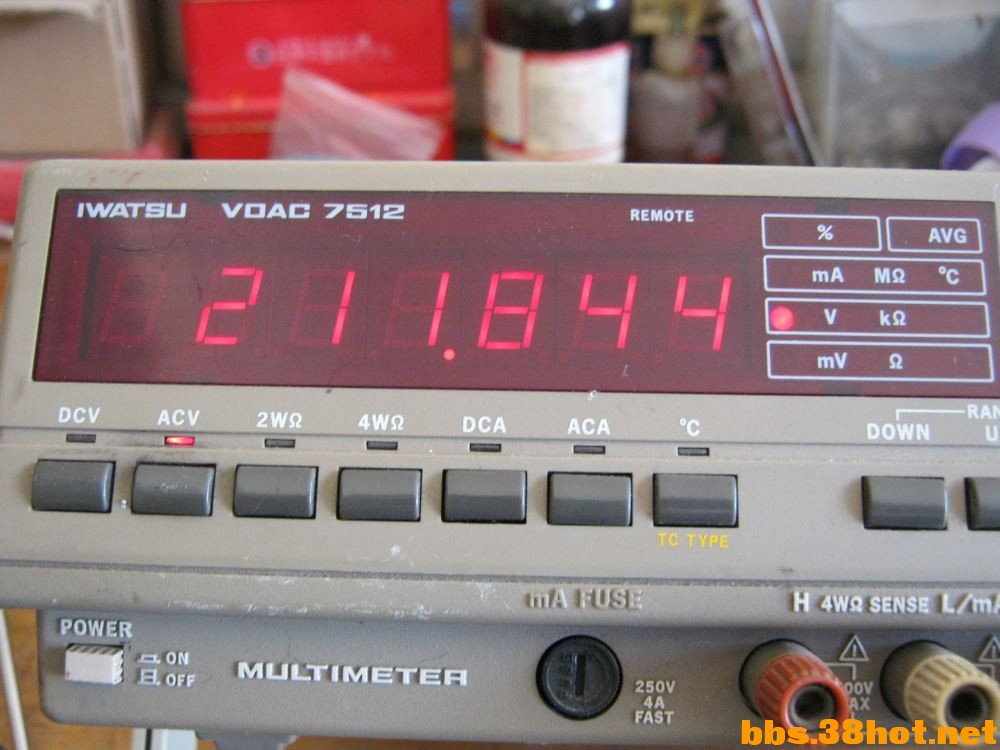 IWATSU VOAC 7512 REMOTE
% AVG
mA MΩ °C
V kΩ
mV Ω
211.844
DCV ACV 2WΩ 4WΩ DCA ACA °C
DOWN
TC TYPE
mA FUSE
H 4WΩ SENSE
POWER
ON
OFF
MULTIMETER
FUSE
250V
4A
FAST
bbs.38hot.net